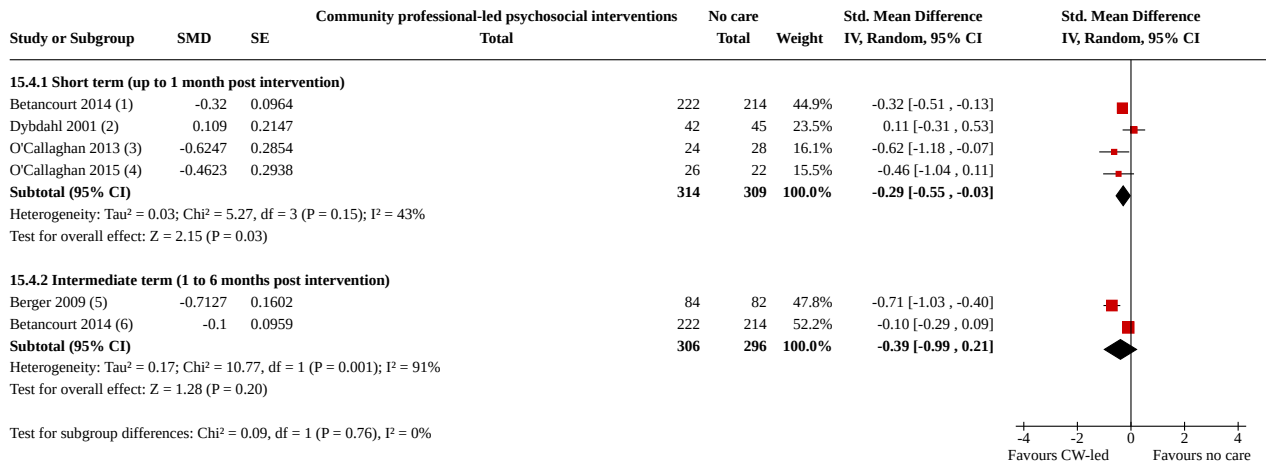 Community professional-led psychosocial interventions No care Std. Mean Difference Std. Mean Difference
Study or Subgroup SMD SE Total Total Weight IV, Random, 95% CI IV, Random, 95% CI
15.4.1 Short term (up to 1 month post intervention)
Betancourt 2014 (1) -0.32 0.0964 222 214 44.9% -0.32 [-0.51 , -0.13]
Dybdahl 2001 (2) 0.109 0.2147 42 45 23.5% 0.11 [-0.31 , 0.53]
O'Callaghan 2013 (3) -0.6247 0.2854 24 28 16.1% -0.62 [-1.18 , -0.07]
O'Callaghan 2015 (4) -0.4623 0.2938 26 22 15.5% -0.46 [-1.04 , 0.11]
Subtotal (95% CI) 314 309 100.0% -0.29 [-0.55 , -0.03]
Heterogeneity: Tau² = 0.03; Chi² = 5.27, df = 3 (P = 0.15); I² = 43%
Test for overall effect: Z = 2.15 (P = 0.03)
15.4.2 Intermediate term (1 to 6 months post intervention)
Berger 2009 (5) -0.7127 0.1602 84 82 47.8% -0.71 [-1.03 , -0.40]
Betancourt 2014 (6) -0.1 0.0959 222 214 52.2% -0.10 [-0.29 , 0.09]
Subtotal (95% CI) 306 296 100.0% -0.39 [-0.99 , 0.21]
Heterogeneity: Tau² = 0.17; Chi² = 10.77, df = 1 (P = 0.001); I² = 91%
Test for overall effect: Z = 1.28 (P = 0.20)
Test for subgroup differences: Chi² = 0.09, df = 1 (P = 0.76), I² = 0%
-4 -2 0 2 4
Favours CW-led Favours no care